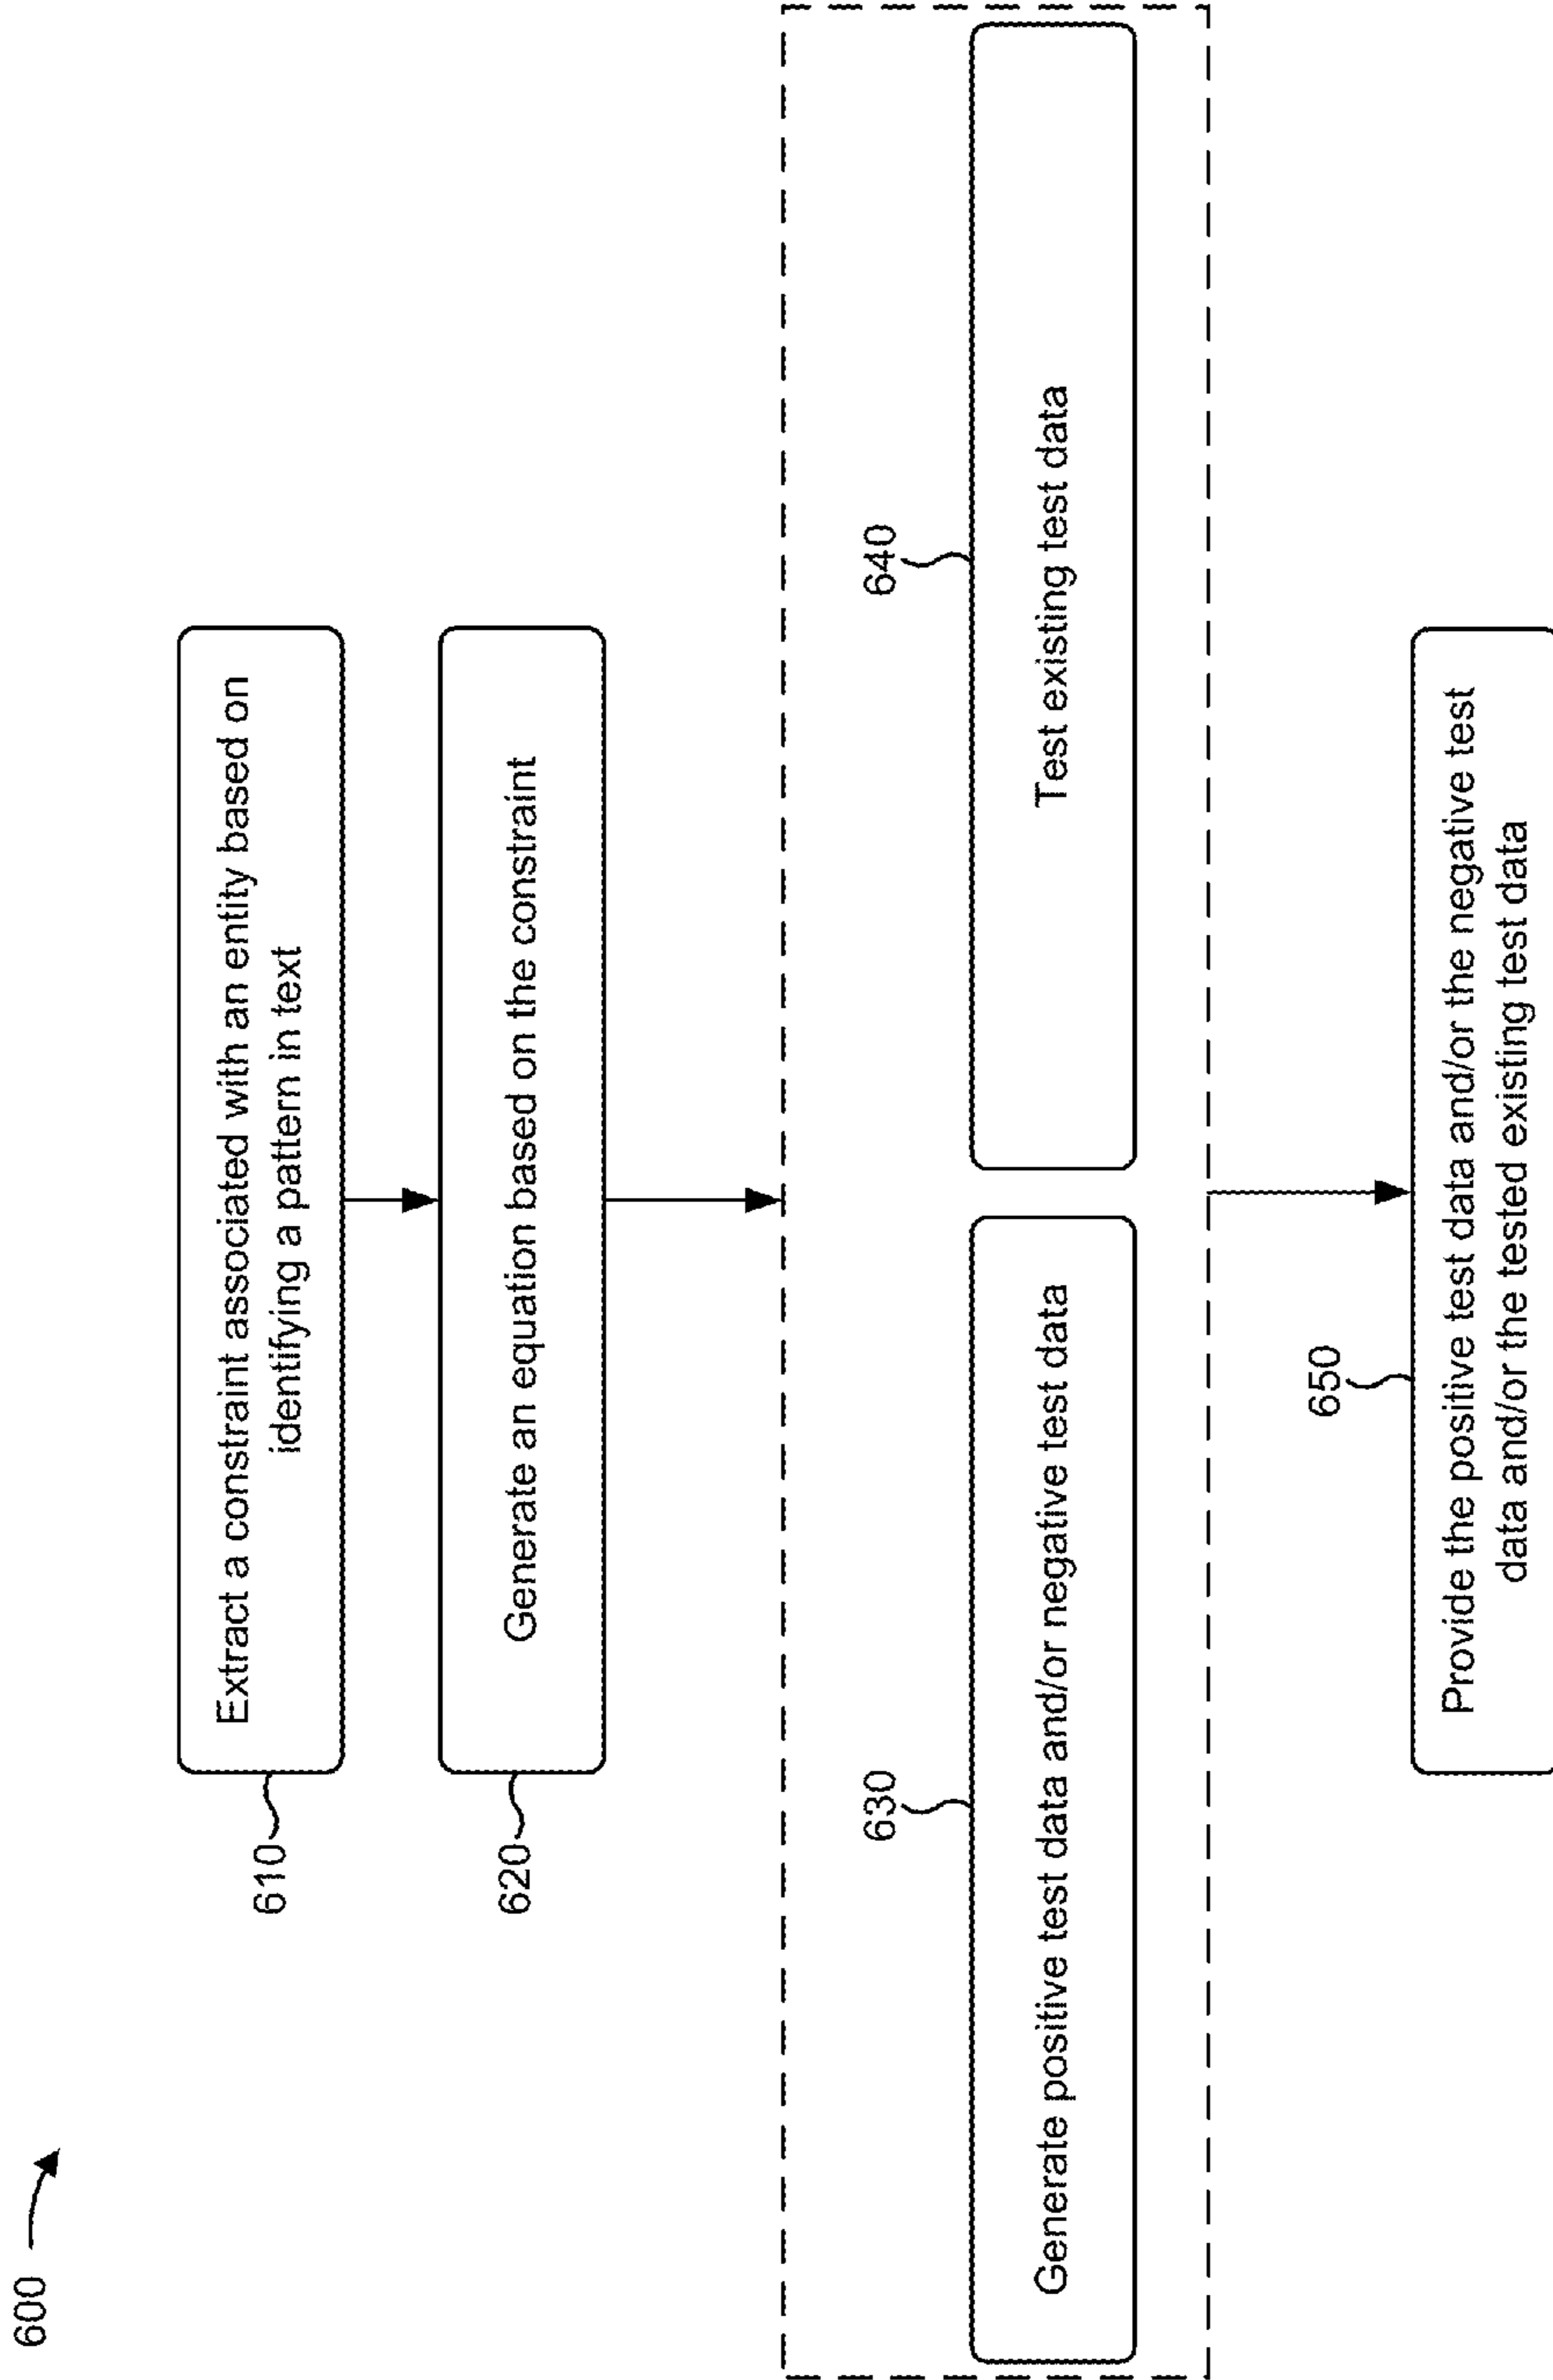 600
610
Extract a constraint associated with an entity based on
identifying a pattern in text
620
Generate an equation based on the constraint
630
Generate positive test data and/or negative test data
640
Test existing test data
650
Provide the positive test data and/or the negative test
data and/or the tested existing test data